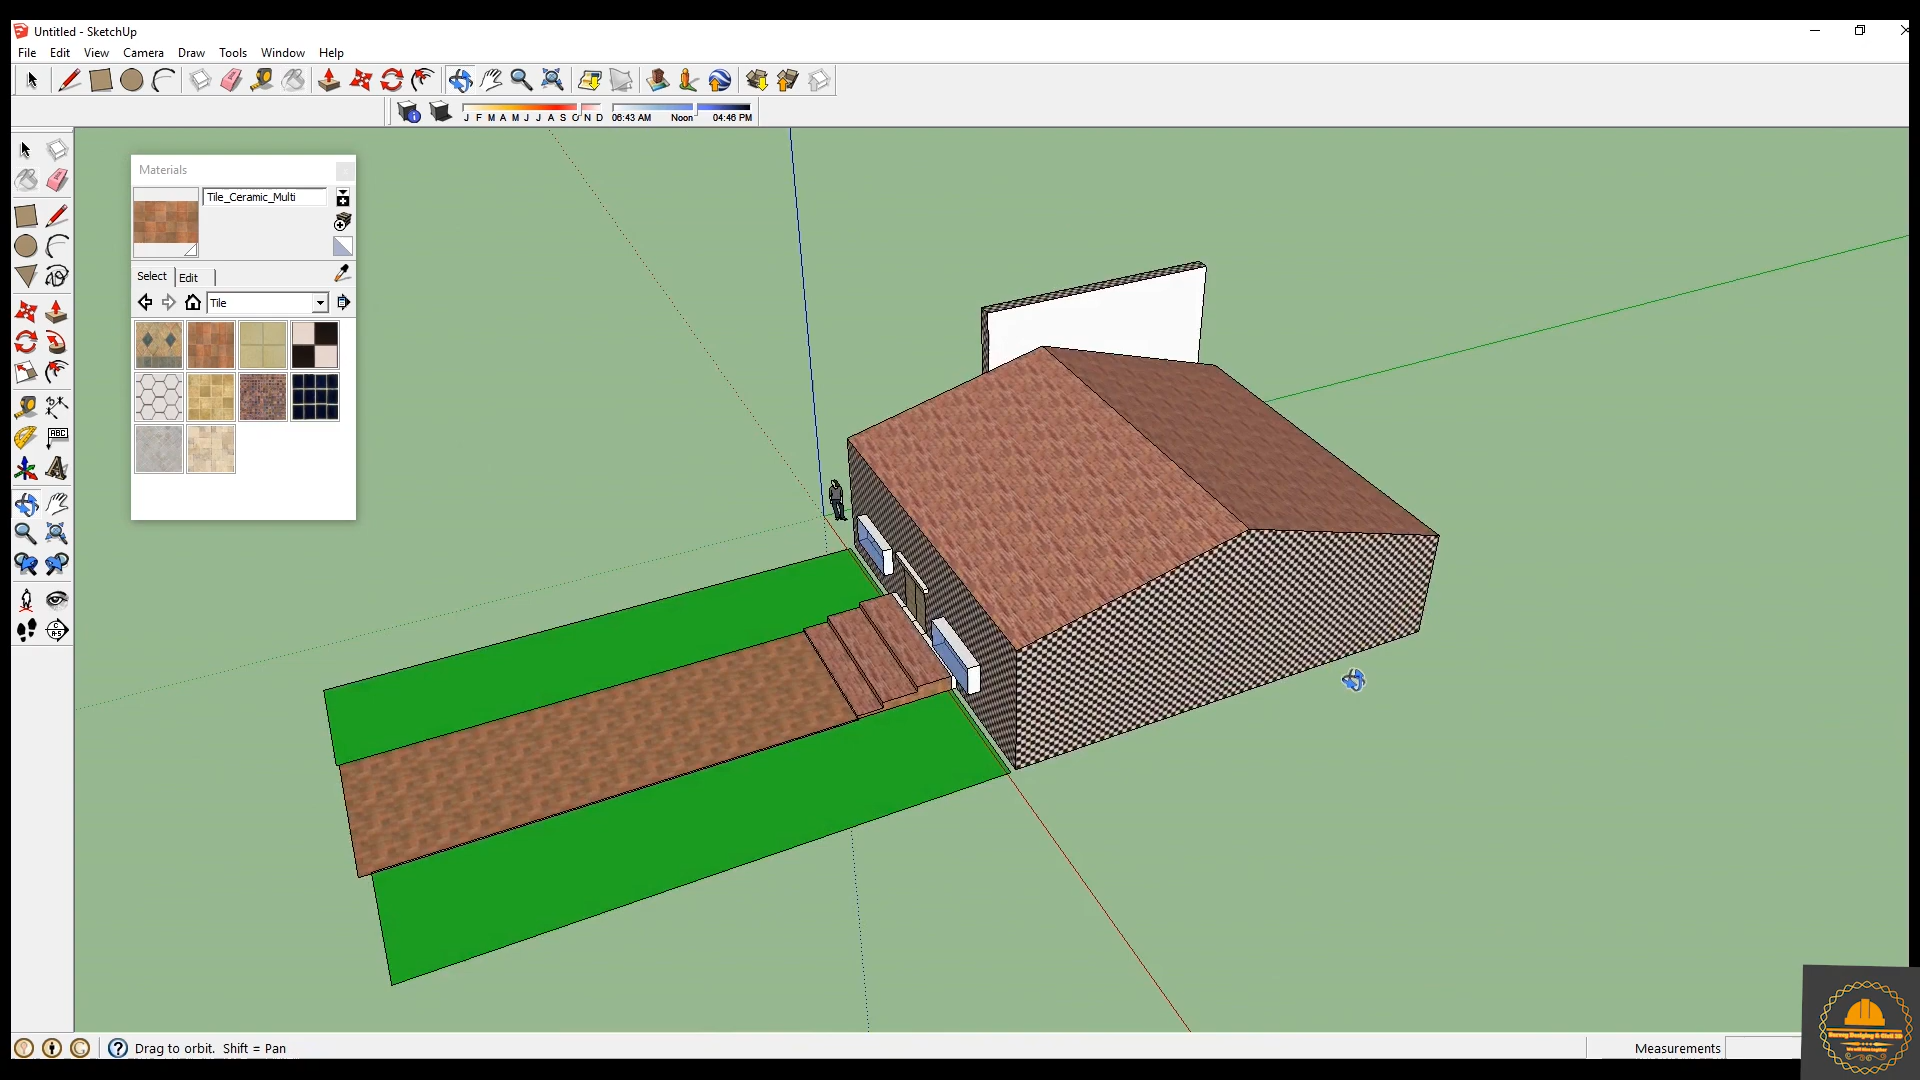 Untitled - SketchUp
File Edit View Camera Draw Tools Window Help
J F M A M J J A S O N D 06:43 AM Noon 04:46 PM
Materials
Tile_Ceramic_Multi
Select Edit
Tile
ABC
Drag to orbit. Shift = Pan
Measurements